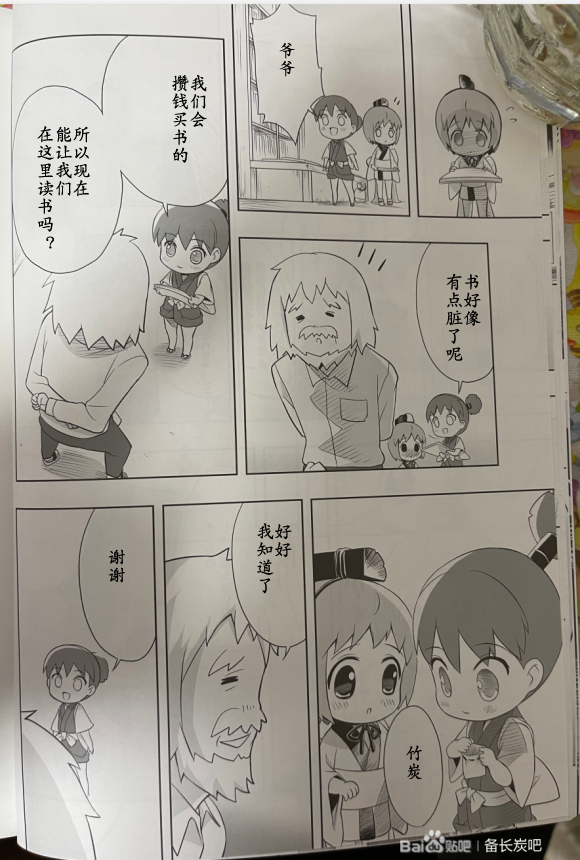 爷爷
书好像
有点脏了呢
我们会
攒钱买书的
所以现在
能让我们
在这里读书吗？
竹炭
好好
我知道了
谢谢
Bai贴吧 | 备长炭吧